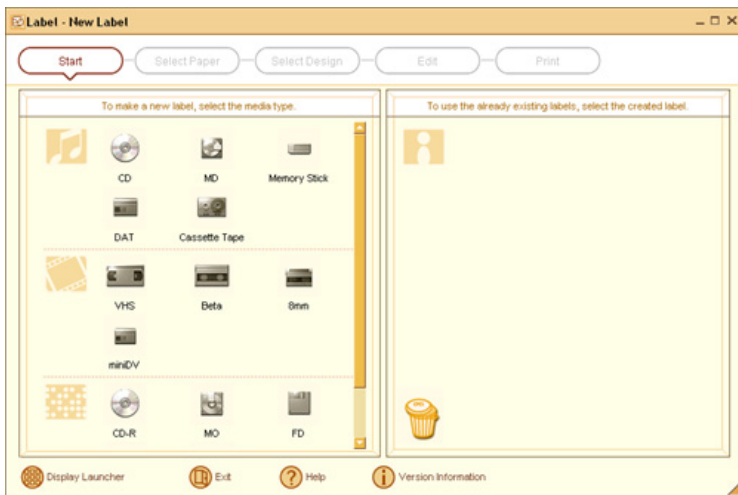 Label - New Label
Start
Select Paper
Select Design
Edit
Print
To make a new label, select the media type.
CD
MD
Memory Stick
DAT
Cassette Tape
VHS
Beta
8mm
miniDV
CD-R
MO
FD
To use the already existing labels, select the created label.
Display Launcher
Exit
Help
Version Information